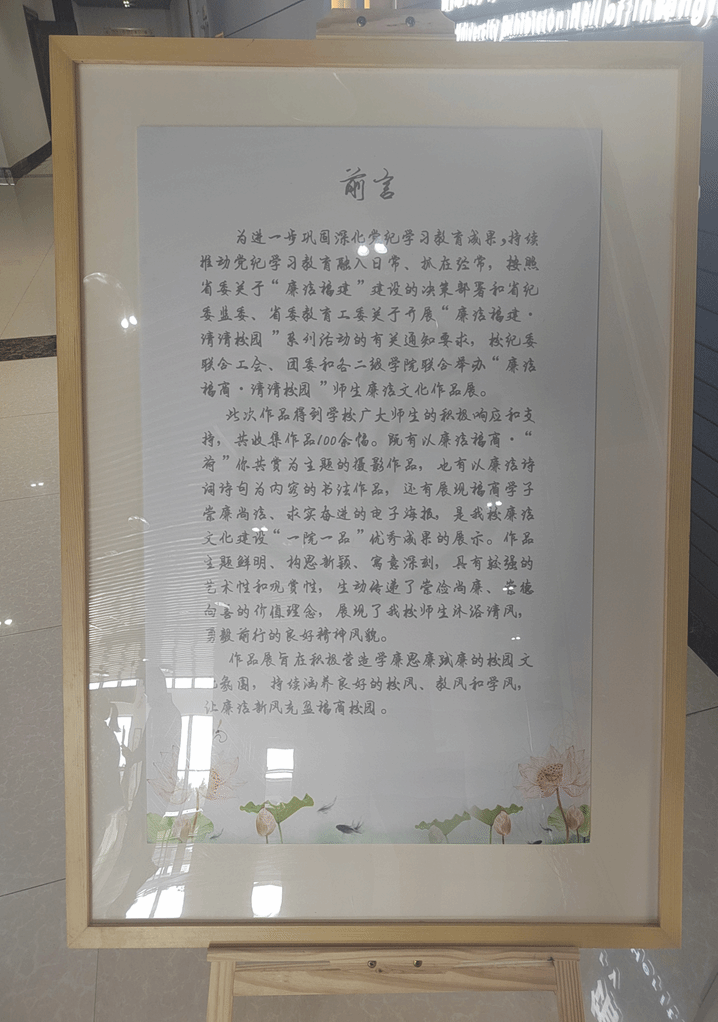 前言
为进一步巩固深化党纪学习教育成果,持续
推动党纪学习教育融入日常、抓在经常，按照
省委关于“廉洁福建”建设的决策部署和省纪
委监委、省委教育工委关于开展“廉洁福建·
清清校园”系列活动的有关通知要求，校纪委
联合工会、团委和各二级学院联合举办“廉洁
福商·清清校园”师生廉洁文化作品展。
此次作品得到学校广大师生的积极响应和支
持，共收集作品100余幅。既有以廉洁福商·“
荷”你共赏为主题的摄影作品，也有以廉洁诗
词诗句为内容的书法作品，还有展现福商学子
崇廉尚洁、求实奋进的电子海报，是我校廉洁
文化建设“一院一品”优秀成果的展示。作品
主题鲜明、构思新颖、寓意深刻，具有较强的
艺术性和观赏性，生动传递了崇俭尚廉、崇德
向善的价值理念，展现了我校师生沐浴清风，
勇毅前行的良好精神风貌。
作品展旨在积极营造学廉思廉践廉的校园文
化氛围，持续涵养良好的校风、教风和学风，
让廉洁新风充盈福商校园。